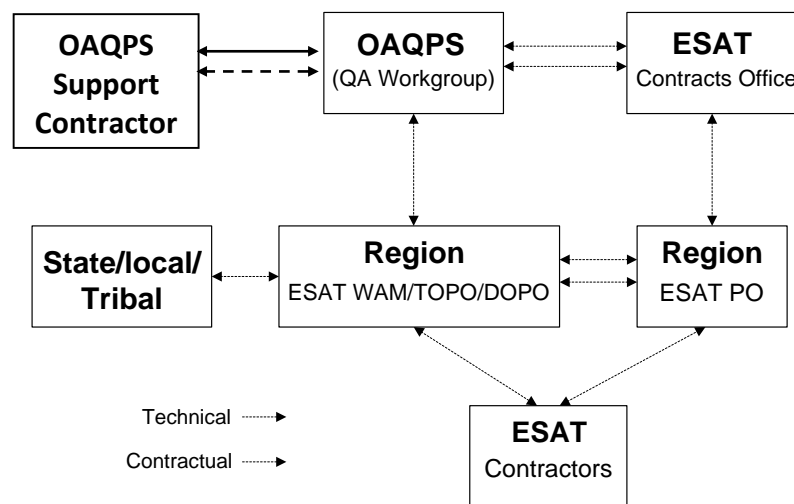 OAQPS
Support
Contractor
OAQPS
(QA Workgroup)
ESAT
Contracts Office
State/local/
Tribal
Region
ESAT WAM/TOPO/DOPO
Region
ESAT PO
Technical
Contractual
ESAT
Contractors